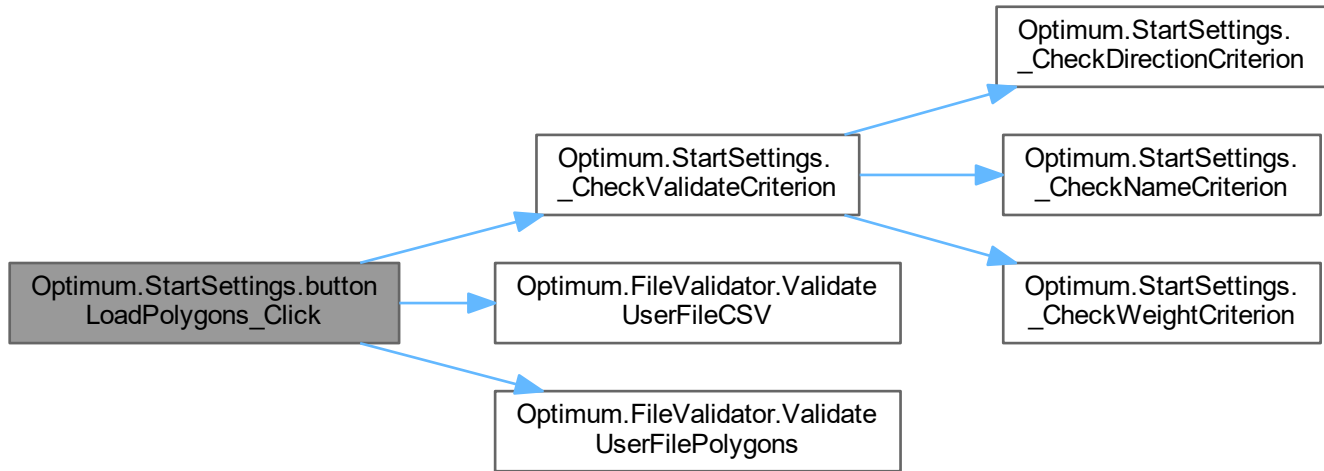 Optimum.StartSettings.
_CheckDirectionCriterion
Optimum.StartSettings.
_CheckValidateCriterion
Optimum.StartSettings.
_CheckNameCriterion
Optimum.StartSettings.button
LoadPolygons_Click
Optimum.FileValidator.Validate
UserFileCSV
Optimum.StartSettings.
_CheckWeightCriterion
Optimum.FileValidator.Validate
UserFilePolygons